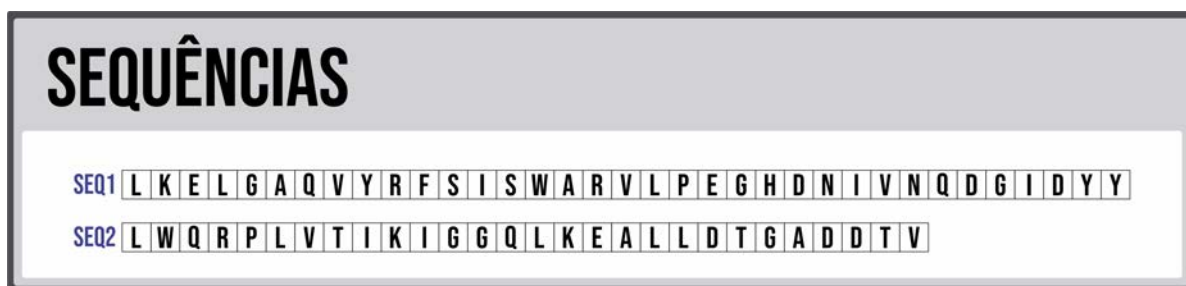 SEQUÊNCIAS
SEQ1 L K E L G A Q V Y R F S I S W A R V L P E G H D N I V N Q D G I D Y Y
SEQ2 L W Q R P L V T I K I G G Q L K E A L L D T G A D D T V